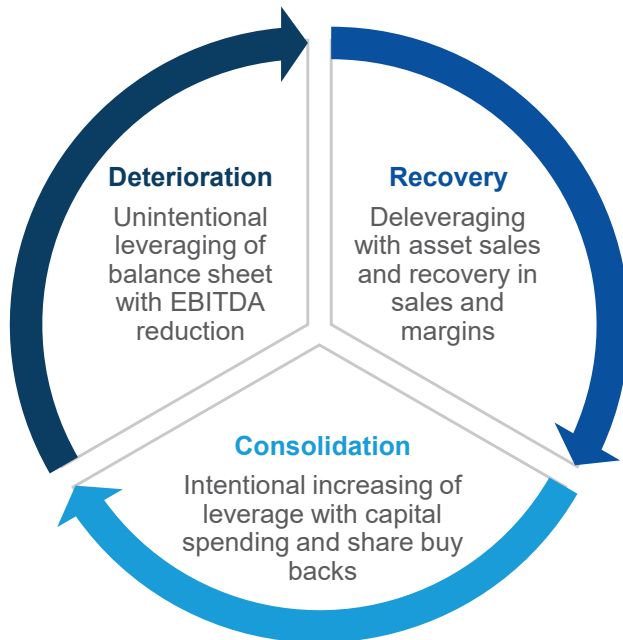 Deterioration
Unintentional
leveraging of
balance sheet
with EBITDA
reduction
Recovery
Deleveraging
with asset sales
and recovery in
sales and
margins
Consolidation
Intentional increasing of
leverage with capital
spending and share buy
backs